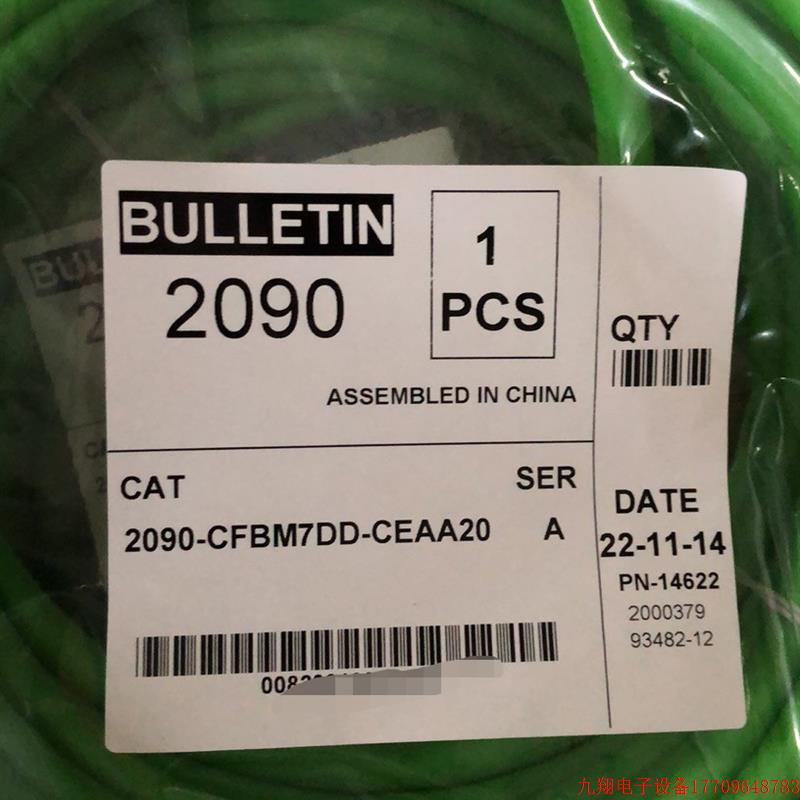 BULLETIN
2090
1
PCS
ASSEMBLED IN CHINA
QTY
CAT
SER
2090-CFBM7DD-CEAA20
A
DATE
22-11-14
PN-14622
2000379
93482-12
九翔电子设备17709648783